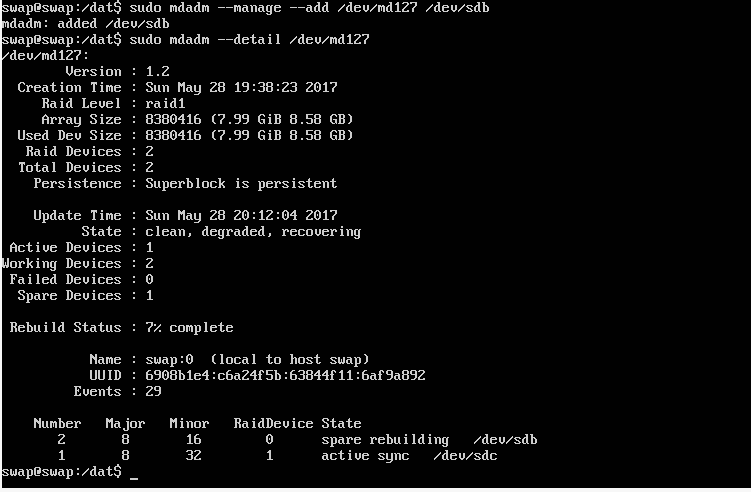 swap@swap:/dat$ sudo mdadm --manage --add /dev/md127 /dev/sdb
mdadm: added /dev/sdb
swap@swap:/dat$ sudo mdadm --detail /dev/md127
/dev/md127:
        Version : 1.2
  Creation Time : Sun May 28 19:38:23 2017
     Raid Level : raid1
     Array Size : 8380416 (7.99 GiB 8.58 GB)
  Used Dev Size : 8380416 (7.99 GiB 8.58 GB)
   Raid Devices : 2
  Total Devices : 2
    Persistence : Superblock is persistent

    Update Time : Sun May 28 20:12:04 2017
          State : clean, degraded, recovering
 Active Devices : 1
Working Devices : 2
 Failed Devices : 0
  Spare Devices : 1

 Rebuild Status : 7% complete

           Name : swap:0  (local to host swap)
           UUID : 6908b1e4:c6a24f5b:63844f11:6af9a892
         Events : 29

    Number   Major   Minor   RaidDevice State
       2       8       16        0      spare rebuilding   /dev/sdb
       1       8       32        1      active sync   /dev/sdc
swap@swap:/dat$ _